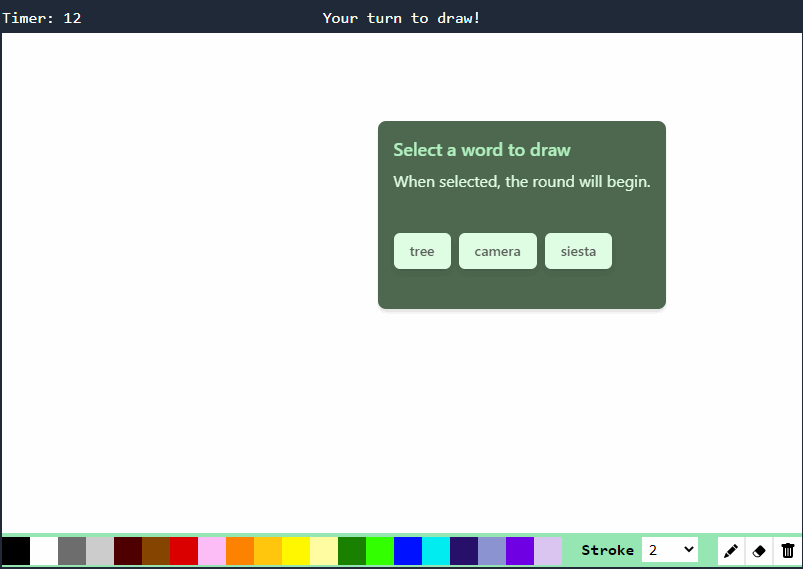 Timer: 12 Your turn to draw!
Select a word to draw
When selected, the round will begin.
tree camera siesta
Stroke 2